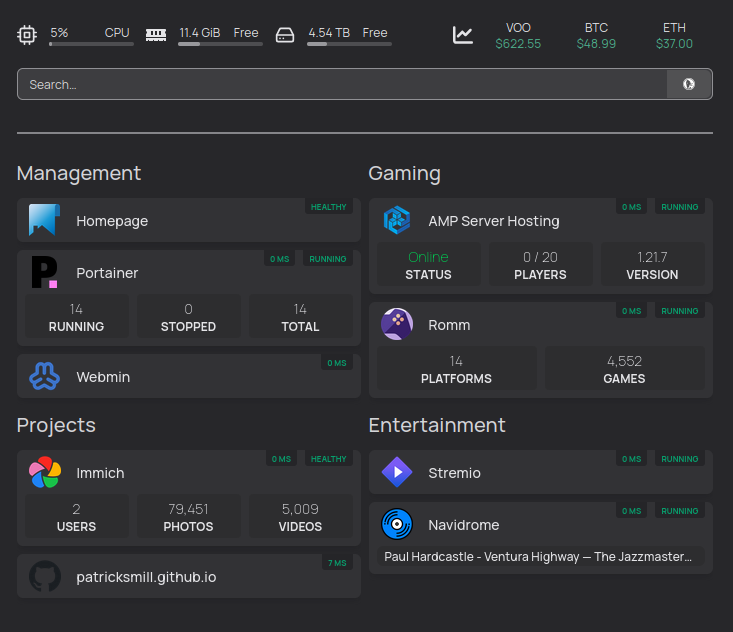 5% CPU 11.4 GiB Free 4.54 TB Free VOO BTC ETH
$622.55 $48.99 $37.00
Search...
Management
HEALTHY
Homepage
0 MS RUNNING
Portainer
14 0 14
RUNNING STOPPED TOTAL
0 MS
Webmin
Projects
0 MS HEALTHY
Immich
2 79,451 5,009
USERS PHOTOS VIDEOS
7 MS
patricksmill.github.io
Gaming
0 MS RUNNING
AMP Server Hosting
Online 0 / 20 1.21.7
STATUS PLAYERS VERSION
0 MS RUNNING
Romm
14 4,552
PLATFORMS GAMES
Entertainment
0 MS RUNNING
Stremio
0 MS RUNNING
Navidrome
Paul Hardcastle - Ventura Highway — The Jazzmaster...